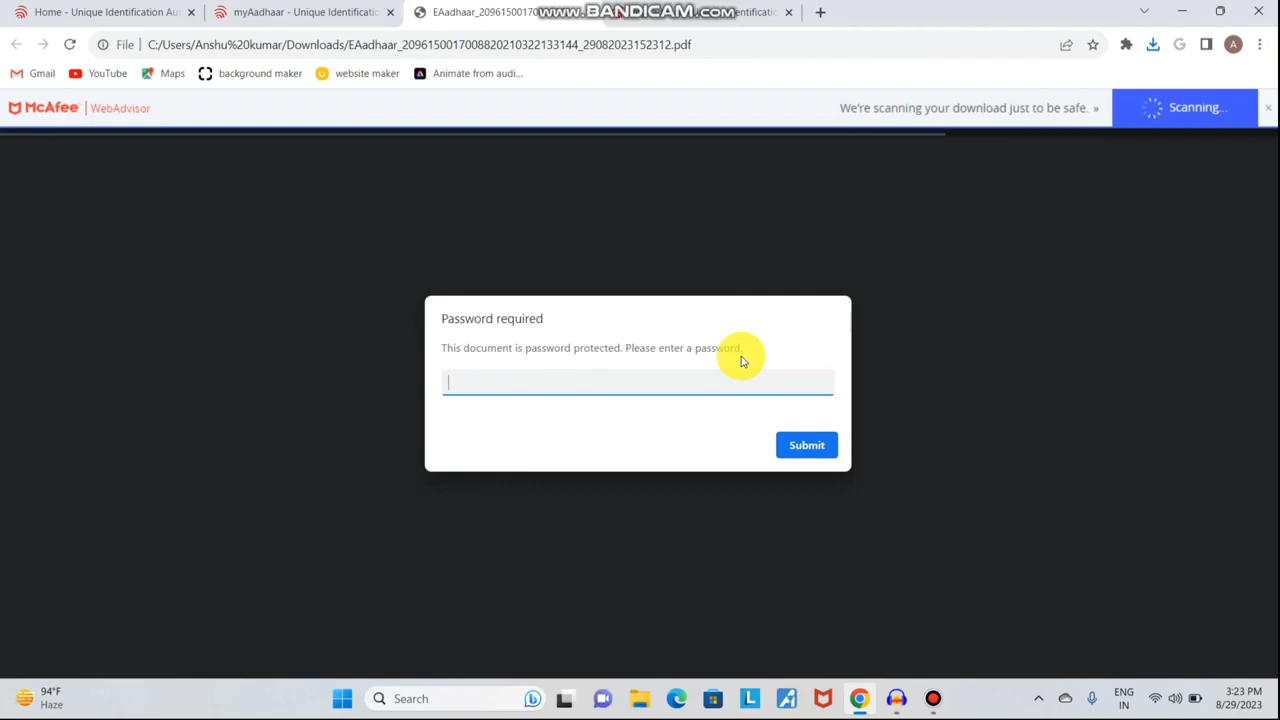 Home - Unique Identification Au
myAadhaar - Unique Identificatic
EAadhaar_2096150017
www.BANDICAM.com
entificatic
File
C:/Users/Anshu%20kumar/Downloads/EAadhaar_2096150017008820210322133144_29082023152312.pdf
A
Gmail
YouTube
Maps
background maker
website maker
Animate from audi...
McAfee | WebAdvisor
We're scanning your download just to be safe. »
Scanning...
Password required
This document is password protected. Please enter a password.
Submit
94°F
Haze
Search
ENG
IN
3:23 PM
8/29/2023